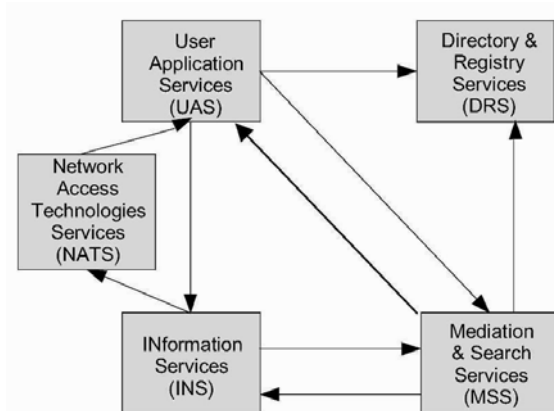 User
Application
Services
(UAS)
Directory &
Registry
Services
(DRS)
Network
Access
Technologies
Services
(NATS)
INformation
Services
(INS)
Mediation
& Search
Services
(MSS)